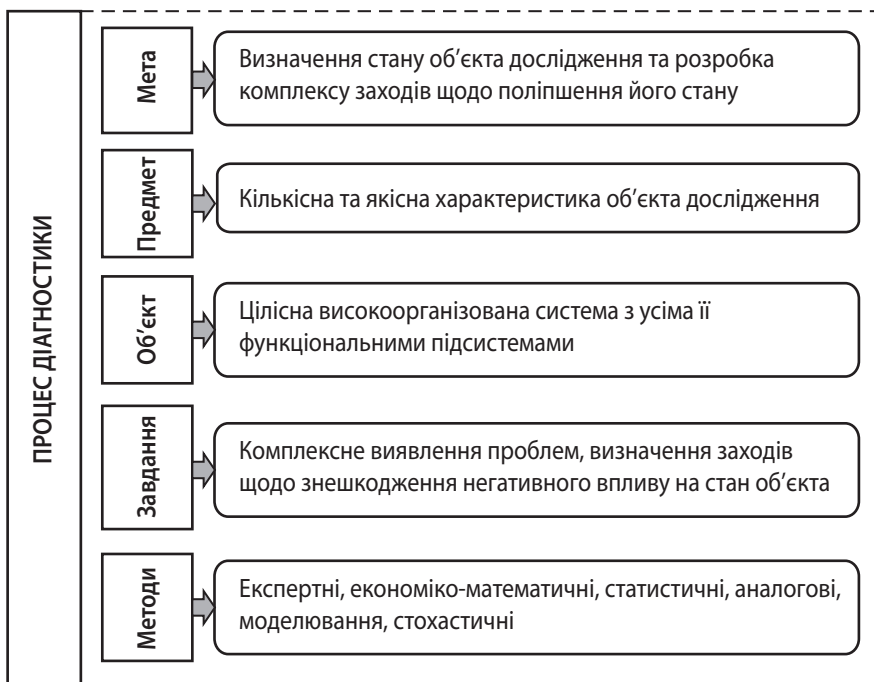 ПРОЦЕС ДІАГНОСТИКИ
Мета
Визначення стану об’єкта дослідження та розробка
комплексу заходів щодо поліпшення його стану
Предмет
Кількісна та якісна характеристика об’єкта дослідження
Об’єкт
Цілісна високоорганізована система з усіма її
функціональними підсистемами
Завдання
Комплексне виявлення проблем, визначення заходів
щодо знешкодження негативного впливу на стан об’єкта
Методи
Експертні, економіко-математичні, статистичні, аналогові,
моделювання, стохастичні